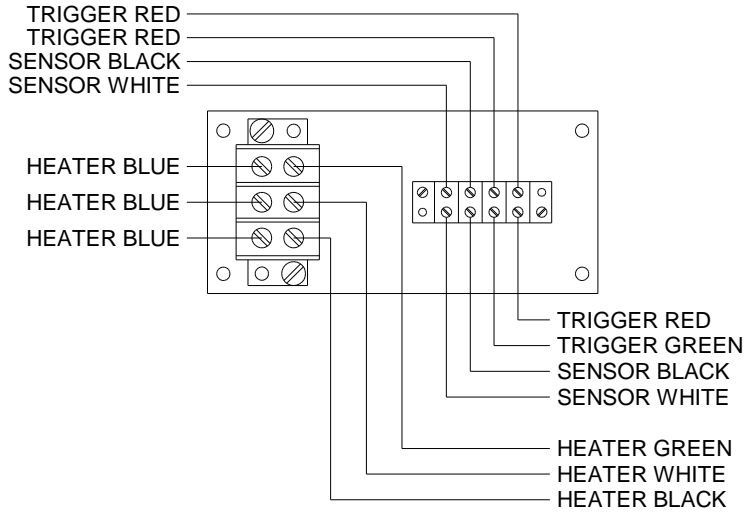 TRIGGER RED
TRIGGER RED
SENSOR BLACK
SENSOR WHITE
HEATER BLUE
HEATER BLUE
HEATER BLUE
TRIGGER RED
TRIGGER GREEN
SENSOR BLACK
SENSOR WHITE
HEATER GREEN
HEATER WHITE
HEATER BLACK